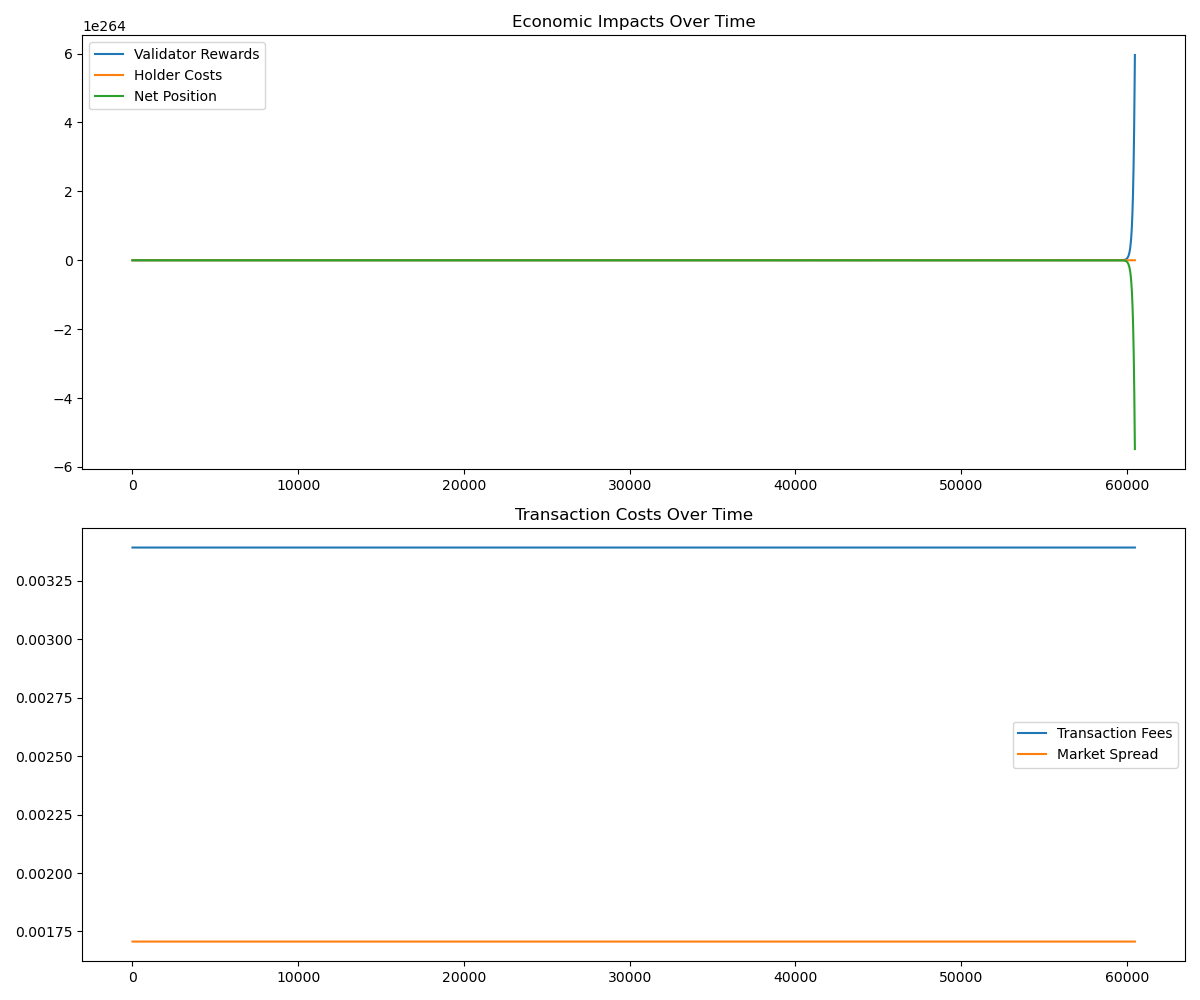 Economic Impacts Over Time
1e264
Validator Rewards
Holder Costs
Net Position
6
4
2
0
−2
−4
−6
0 10000 20000 30000 40000 50000 60000
Transaction Costs Over Time
0.00325
0.00300
0.00275
0.00250
0.00225
0.00200
0.00175
Transaction Fees
Market Spread
0 10000 20000 30000 40000 50000 60000